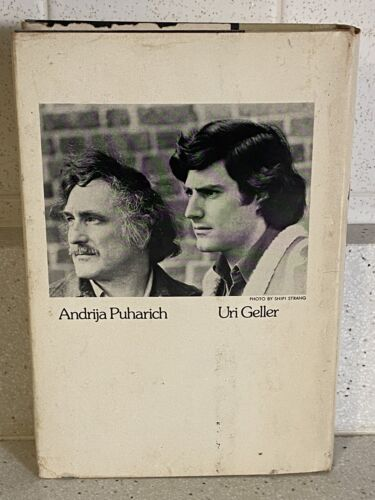 PHOTO BY SHIPI STRANG
Andrija Puharich Uri Geller